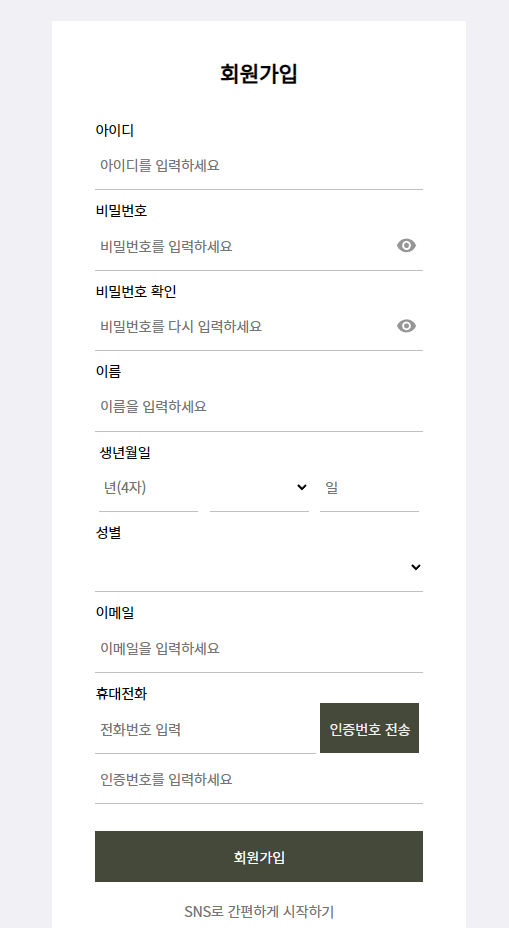 회원가입
아이디
아이디를 입력하세요
비밀번호
비밀번호를 입력하세요
비밀번호 확인
비밀번호를 다시 입력하세요
이름
이름을 입력하세요
생년월일
년(4자) 일
성별
이메일
이메일을 입력하세요
휴대전화
전화번호 입력 인증번호 전송
인증번호를 입력하세요
회원가입
SNS로 간편하게 시작하기